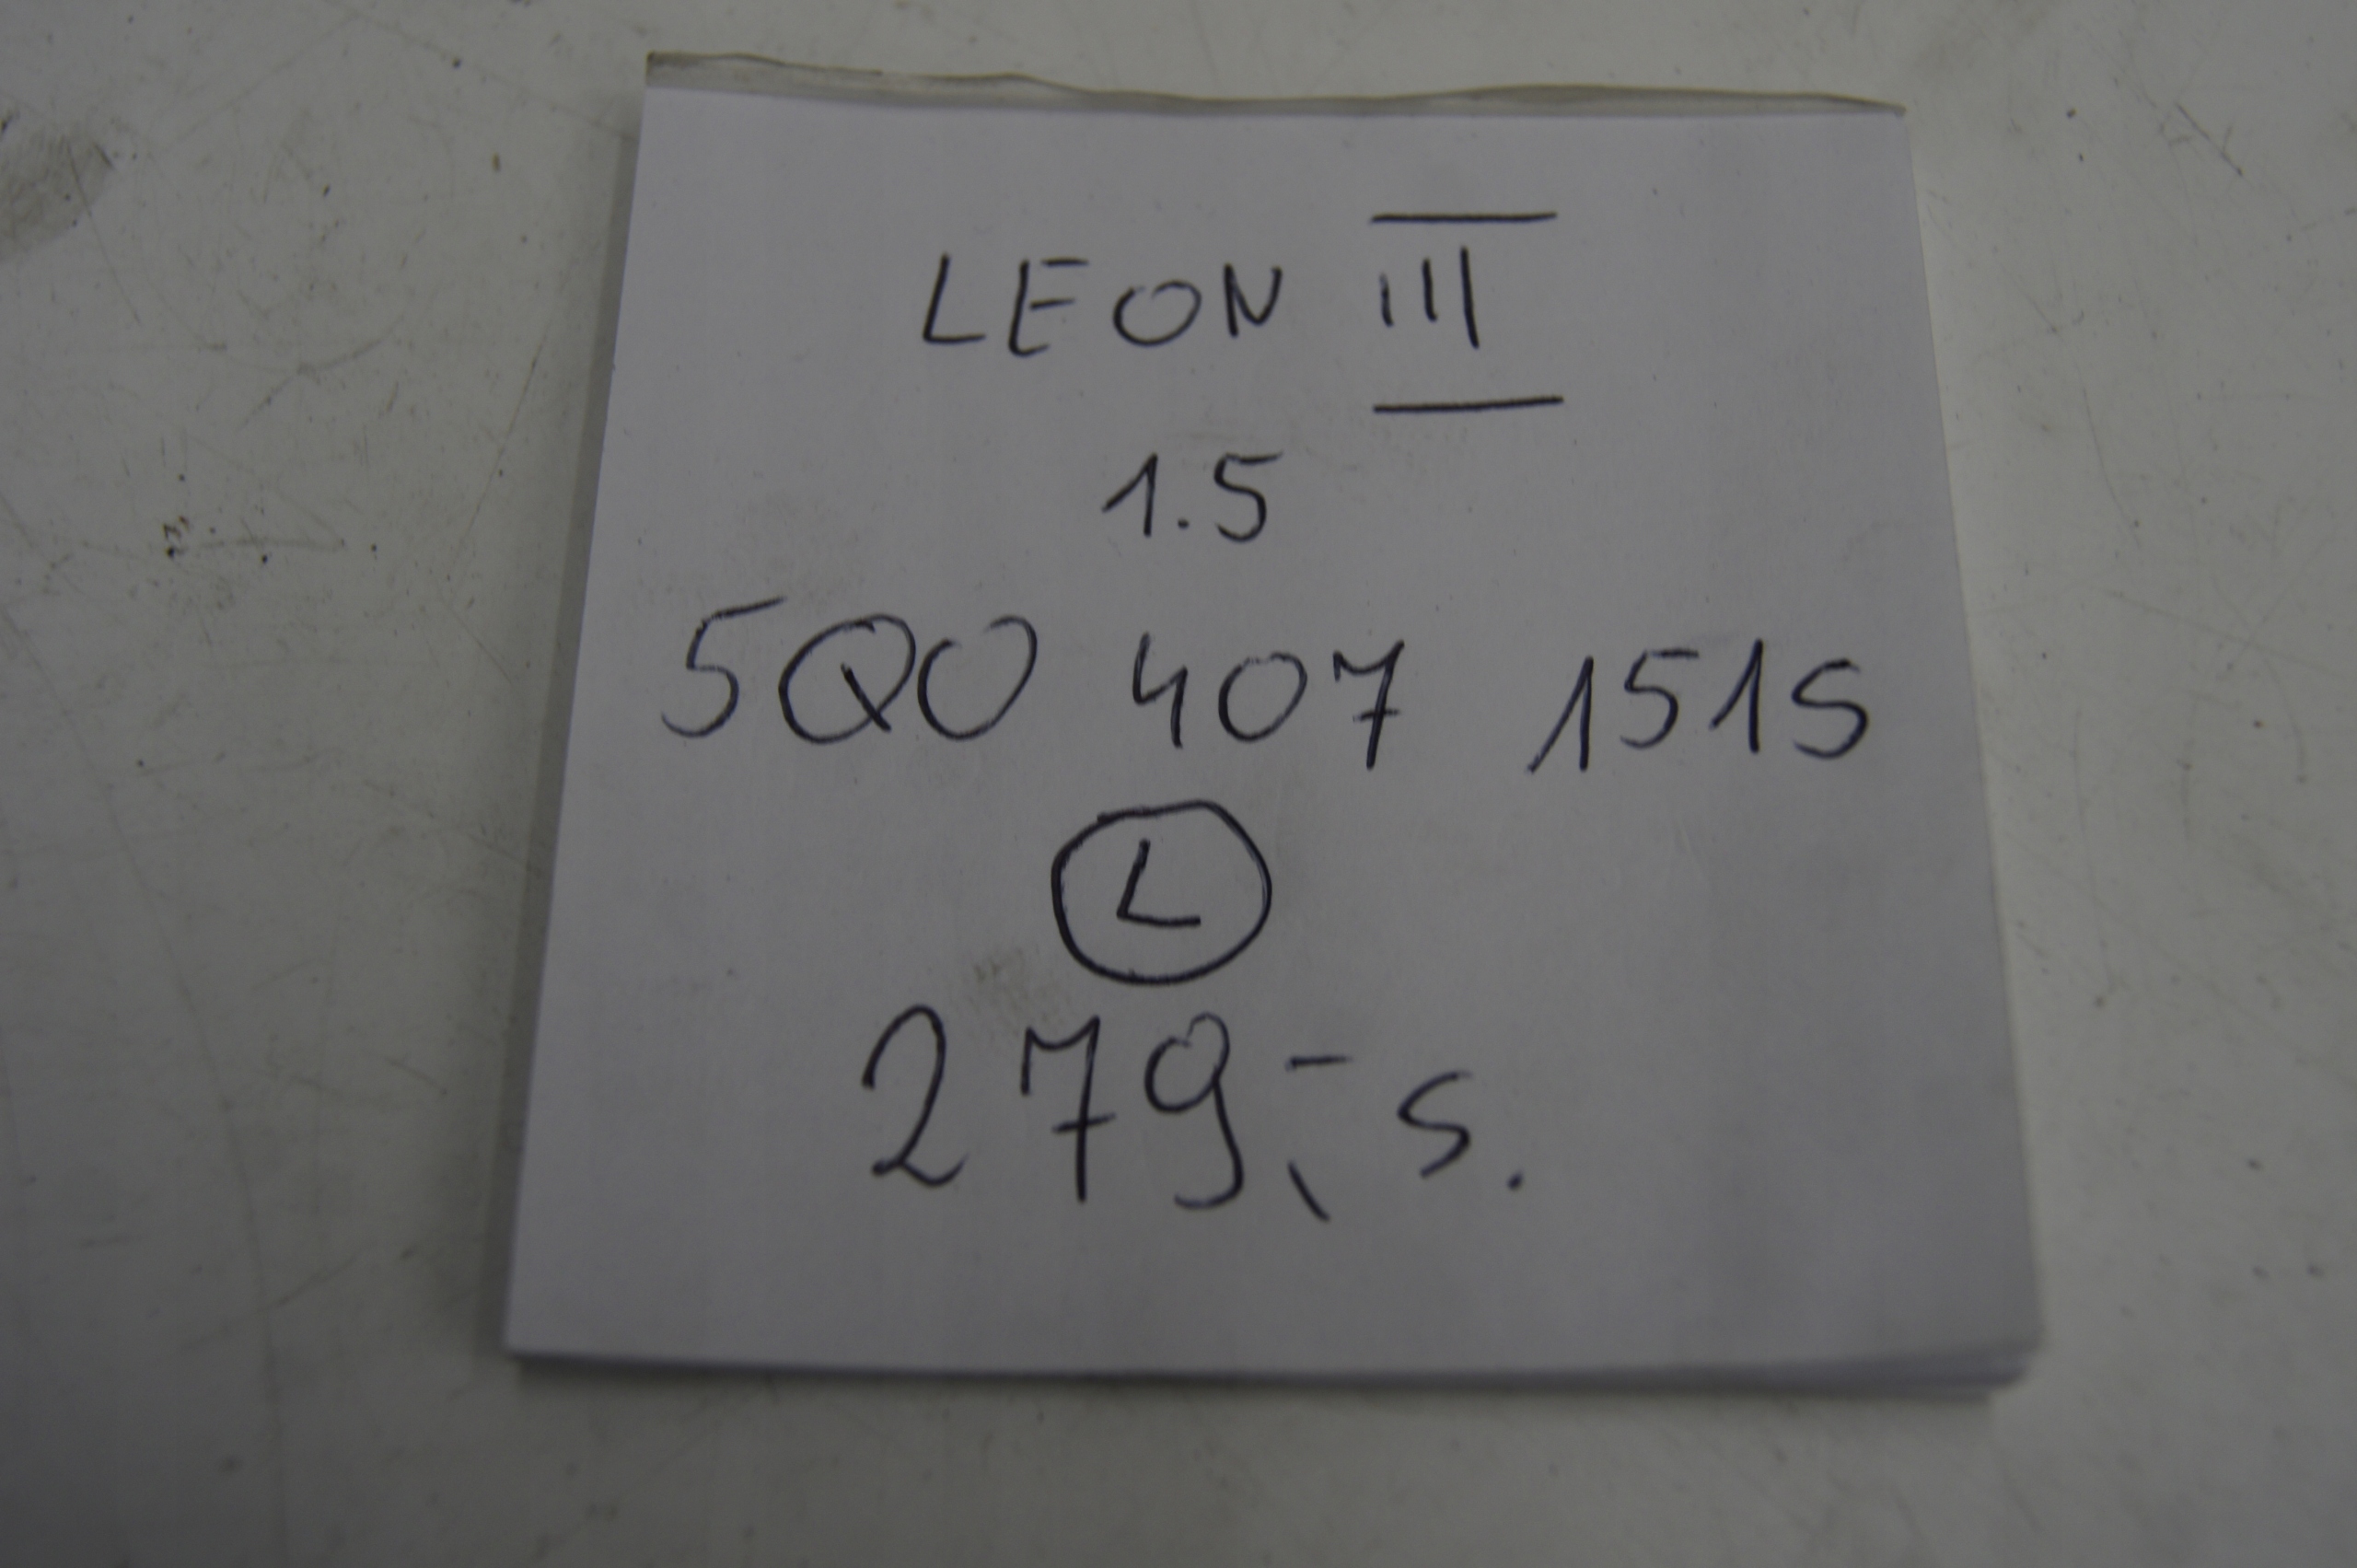 LEON III
1.5
5Q0 407 151S
L
279,- s.